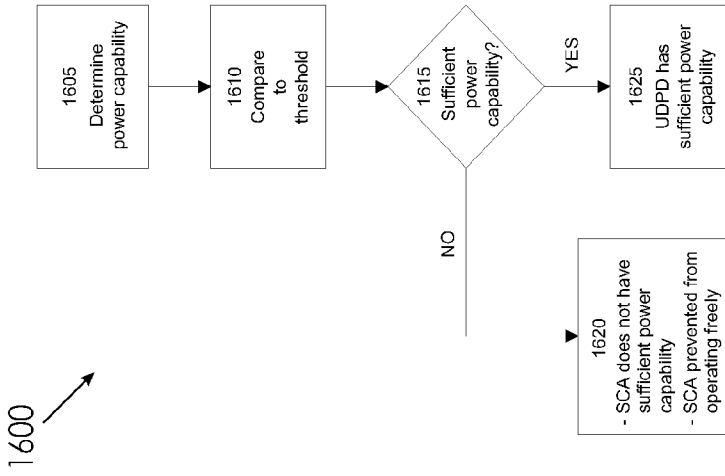 1600
1605
Determine
power capability
1610
Compare
to
threshold
1615
Sufficient
power
capability?
NO
YES
1620
- SCA does not have
sufficient power
capability
- SCA prevented from
operating freely
1625
UDPD has
sufficient power
capability